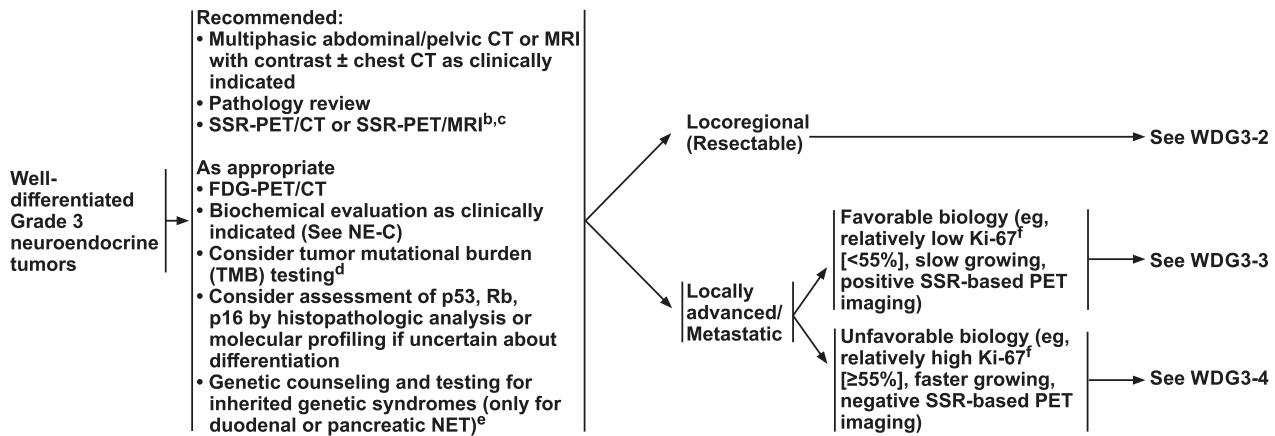 Well-
differentiated
Grade 3
neuroendocrine
tumors
Recommended:
• Multiphasic abdominal/pelvic CT or MRI
with contrast ± chest CT as clinically
indicated
• Pathology review
• SSR-PET/CT or SSR-PET/MRIb,c
As appropriate
• FDG-PET/CT
• Biochemical evaluation as clinically
indicated (See NE-C)
• Consider tumor mutational burden
(TMB) testingd
• Consider assessment of p53, Rb,
p16 by histopathologic analysis or
molecular profiling if uncertain about
differentiation
• Genetic counseling and testing for
inherited genetic syndromes (only for
duodenal or pancreatic NET)e
Locoregional
(Resectable)
See WDG3-2
Locally
advanced/
Metastatic
Favorable biology (eg,
relatively low Ki-67f
[<55%], slow growing,
positive SSR-based PET
imaging)
See WDG3-3
Unfavorable biology (eg,
relatively high Ki-67f
[≥55%], faster growing,
negative SSR-based PET
imaging)
See WDG3-4